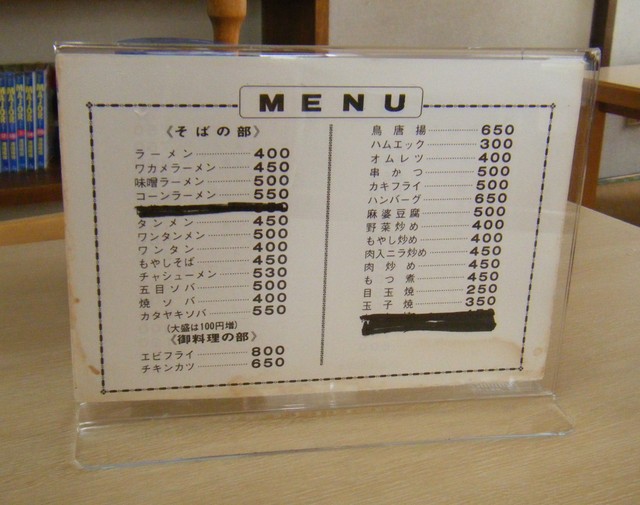 MENU
《そばの部》
ラーメン 400
ワカメラーメン 450
味噌ラーメン 500
コーンラーメン 550
タンメン 450
ワンタンメン 500
ワンタン 400
もやしそば 450
チャシューメン 530
五目ソバ 500
焼ソバ 400
カタヤキソバ 550
(大盛は100円増)
《御料理の部》
エビフライ 800
チキンカツ 650
鳥唐揚 650
ハムエック 300
オムレツ 400
串かつ 500
カキフライ 500
ハンバーグ 650
麻婆豆腐 500
野菜炒め 400
もやし炒め 400
肉入ニラ炒め 450
肉炒め 450
もつ煮 450
目玉焼 250
玉子焼 350